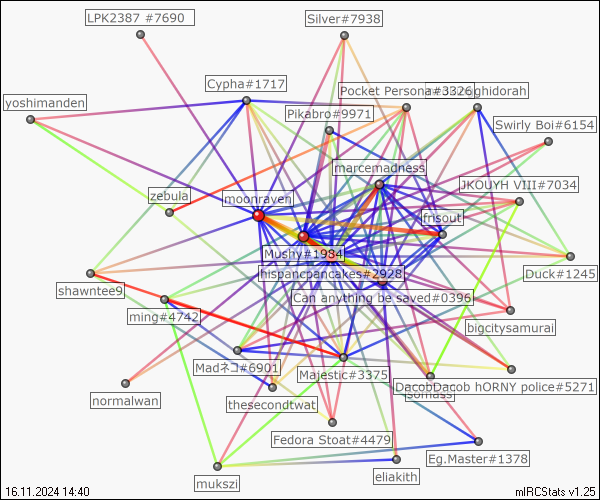 LPK2387 #7690
Silver#7938
Cypha#1717
Pocket Persona#3326
ghidorah
yoshimanden
Pikabro#9971
Swirly Boi#6154
marcemadness
JKOUYH VIII#7034
zebula
moonraven
frisout
Mushy#1984
hispancpancakes#2928
Duck#1245
shawntee9
Can anything be saved#0396
ming#4742
bigcitysamurai
Madネコ#6901
Majestic#3375
DacobDacob hORNY police#5271
normalwan
thesecondtwat
somass
Fedora Stoat#4479
Eg.Master#1378
mukszi
eliakith
16.11.2024 14:40
mIRCStats v1.25